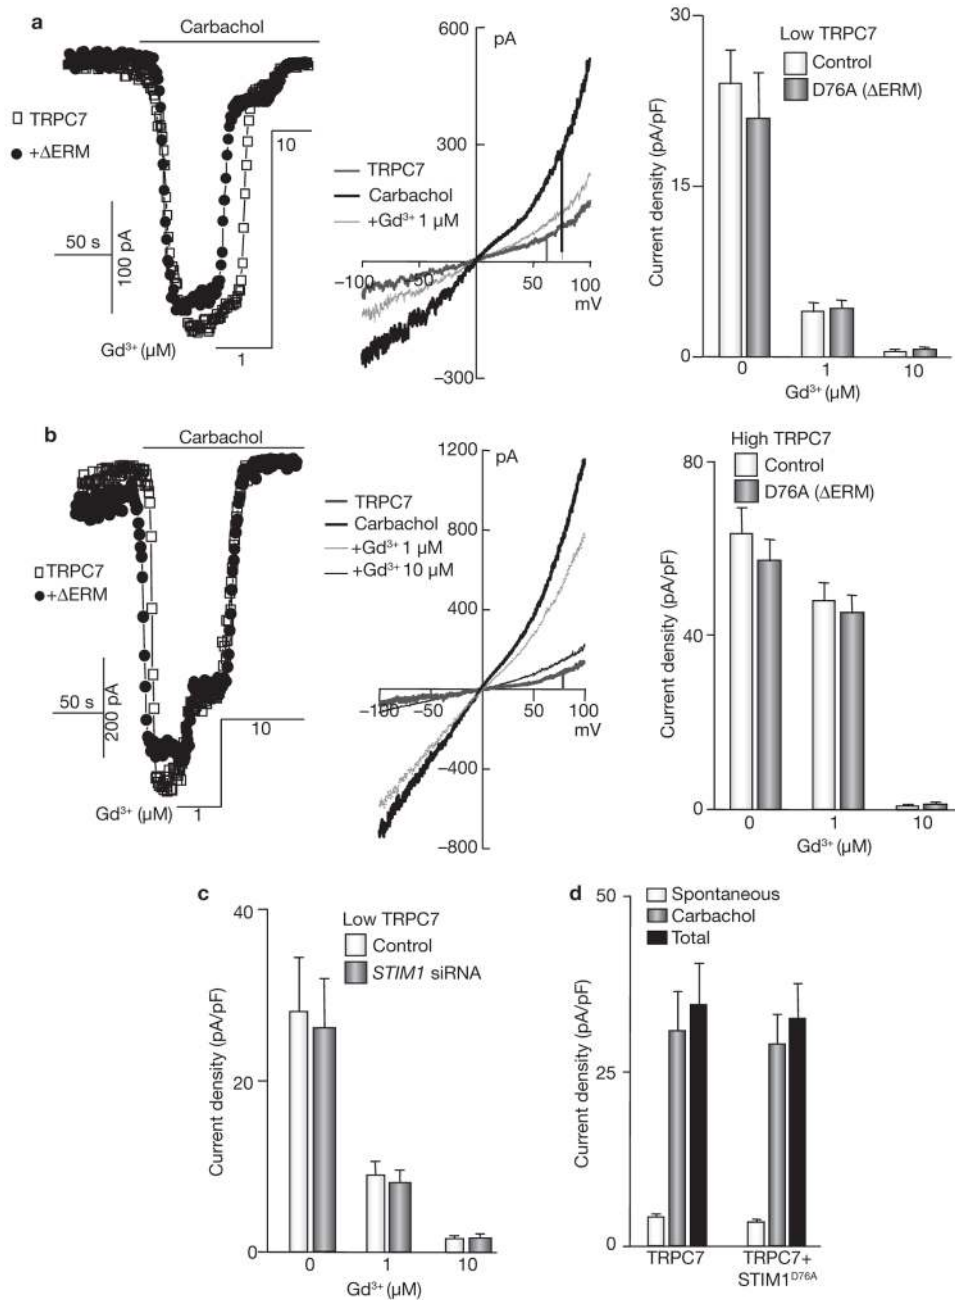 a
Carbachol
□ TRPC7
● +ΔERM
50 s
100 pA
10
Gd³⁺ (µM)
1
600
pA
300
TRPC7
Carbachol
+Gd³⁺ 1 µM
−100
−50
50
100
mV
−300
30
Low TRPC7
Control
D76A (ΔERM)
15
0
Current density (pA/pF)
0
1
10
Gd³⁺ (µM)
b
Carbachol
□ TRPC7
● +ΔERM
50 s
200 pA
10
Gd³⁺ (µM)
1
1200
pA
800
400
TRPC7
Carbachol
+Gd³⁺ 1 µM
+Gd³⁺ 10 µM
−100
−50
50
100
mV
−400
−800
High TRPC7
80
Control
D76A (ΔERM)
40
0
Current density (pA/pF)
0
1
10
Gd³⁺ (µM)
c
40
Low TRPC7
Control
STIM1 siRNA
20
0
Current density (pA/pF)
0
1
10
Gd³⁺ (µM)
d
50
Spontaneous
Carbachol
Total
25
0
Current density (pA/pF)
TRPC7
TRPC7+
STIM1ᴰ⁷⁶ᴬ